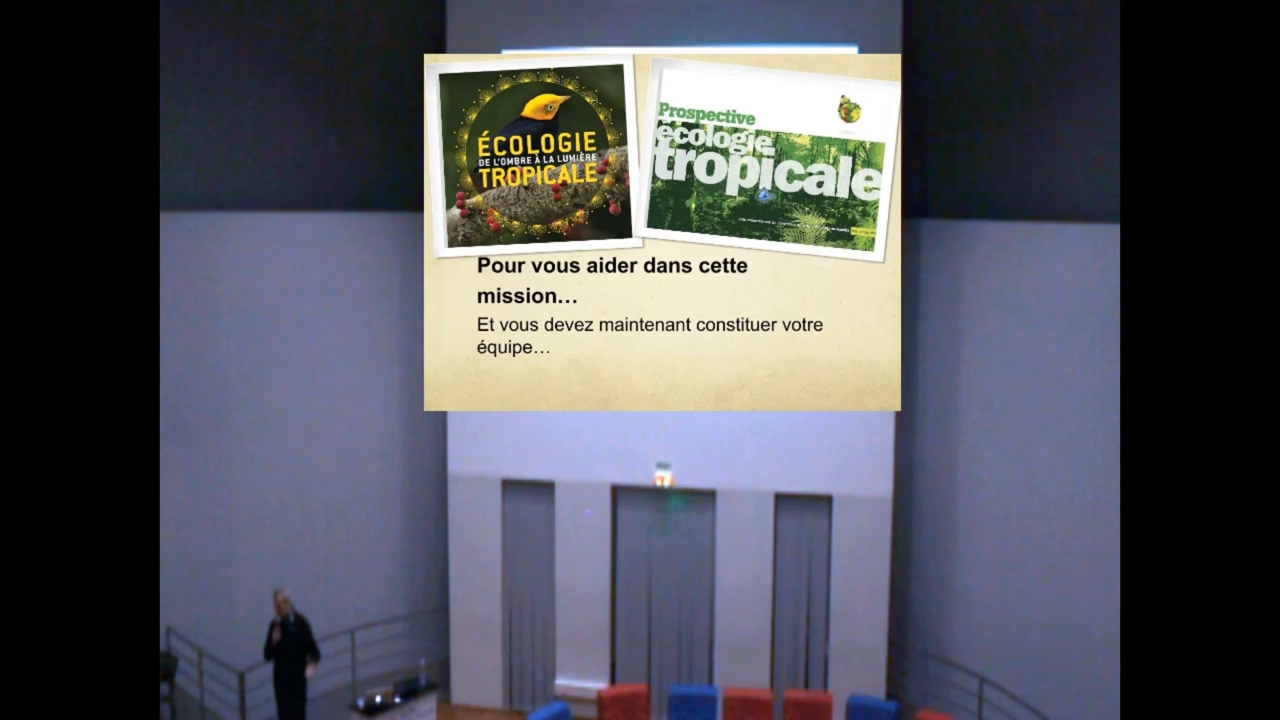 ÉCOLOGIE
DE L'OMBRE À LA LUMIÈRE
TROPICALE
Prospective
écologie
tropicale
Pour vous aider dans cette
mission…
Et vous devez maintenant constituer votre
équipe…